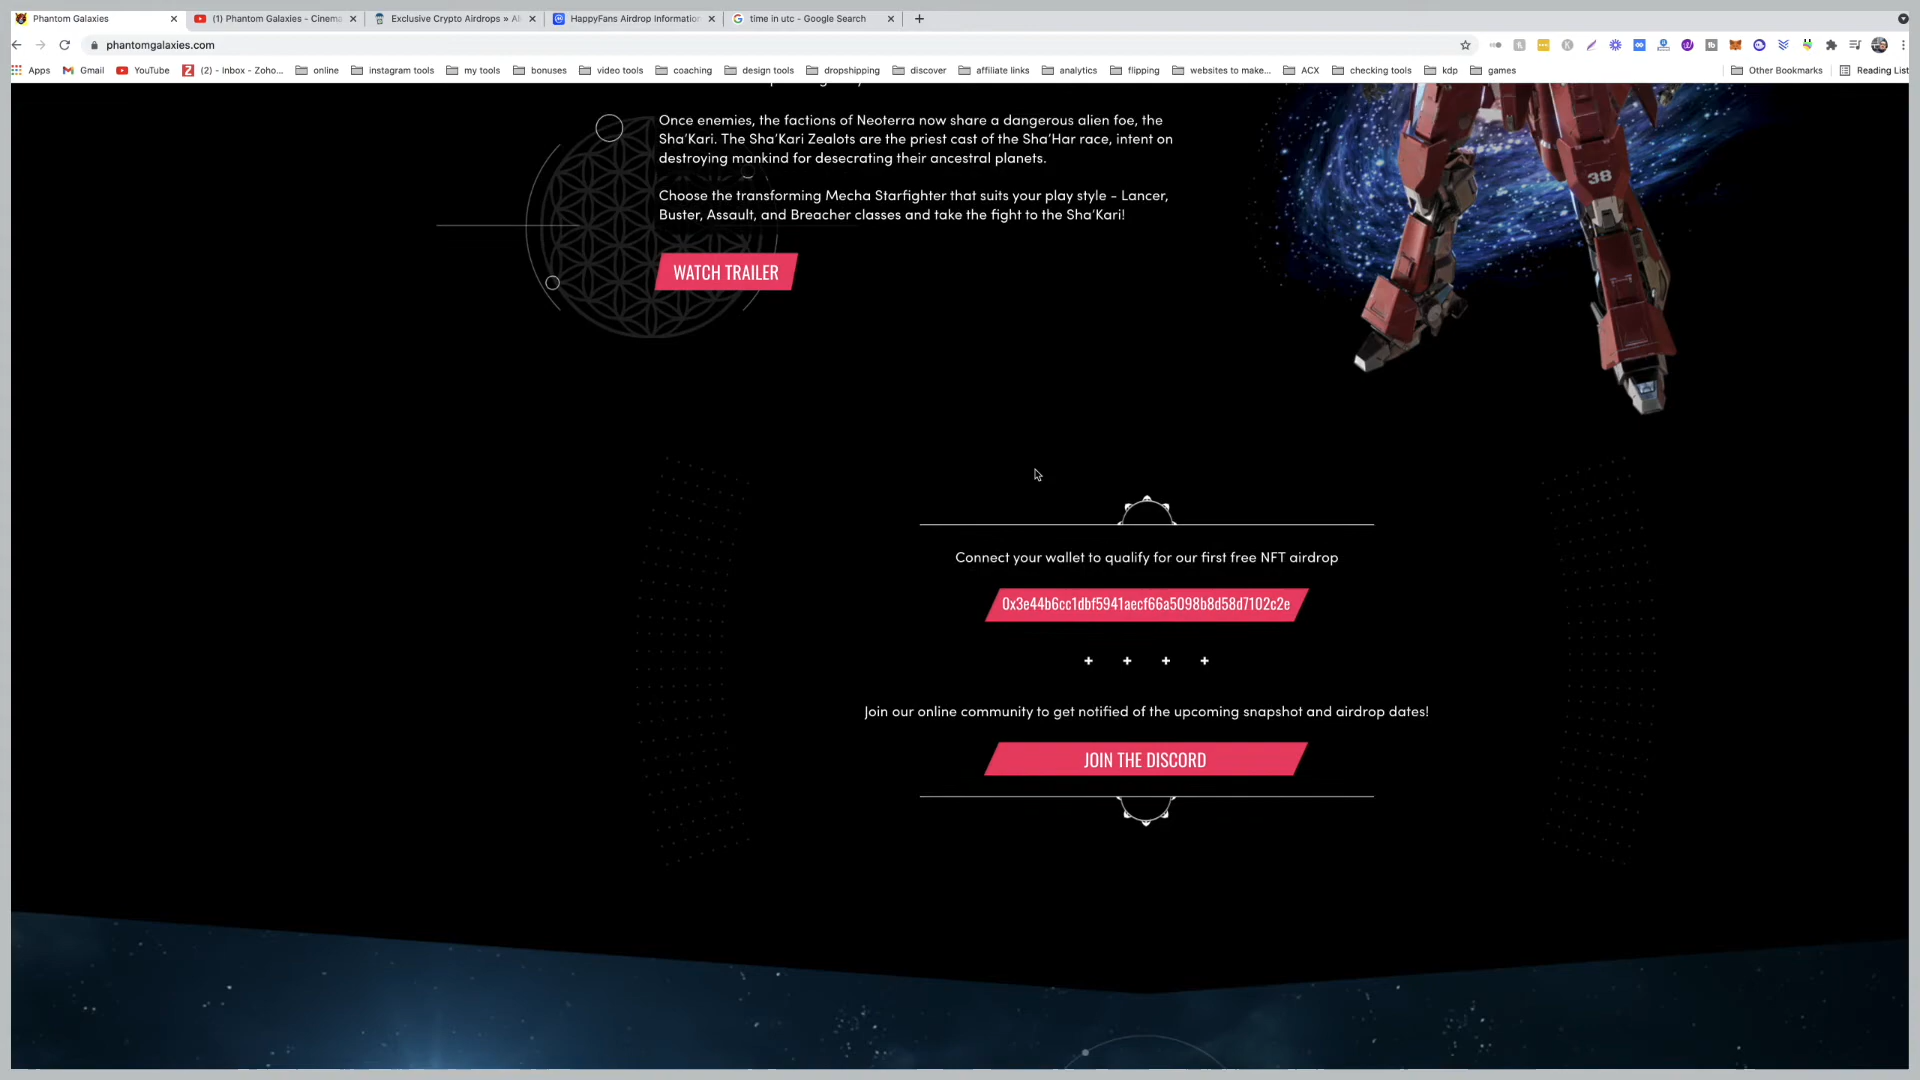 Phantom Galaxies
(1) Phantom Galaxies - Cinema
Exclusive Crypto Airdrops » Ai
HappyFans Airdrop Information
time in utc - Google Search
phantomgalaxies.com
Apps
Gmail
YouTube
(2) - Inbox - Zoho...
online
instagram tools
my tools
bonuses
video tools
coaching
design tools
dropshipping
discover
affiliate links
analytics
flipping
websites to make...
ACX
checking tools
kdp
games
Other Bookmarks
Reading List
Once enemies, the factions of Neoterra now share a dangerous alien foe, the
Sha'Kari. The Sha'Kari Zealots are the priest cast of the Sha'Har race, intent on
destroying mankind for desecrating their ancestral planets.
Choose the transforming Mecha Starfighter that suits your play style - Lancer,
Buster, Assault, and Breacher classes and take the fight to the Sha'Kari!
WATCH TRAILER
38
Connect your wallet to qualify for our first free NFT airdrop
0x3e44b6cc1dbf5941aecf66a5098b8d58d7102c2e
Join our online community to get notified of the upcoming snapshot and airdrop dates!
JOIN THE DISCORD